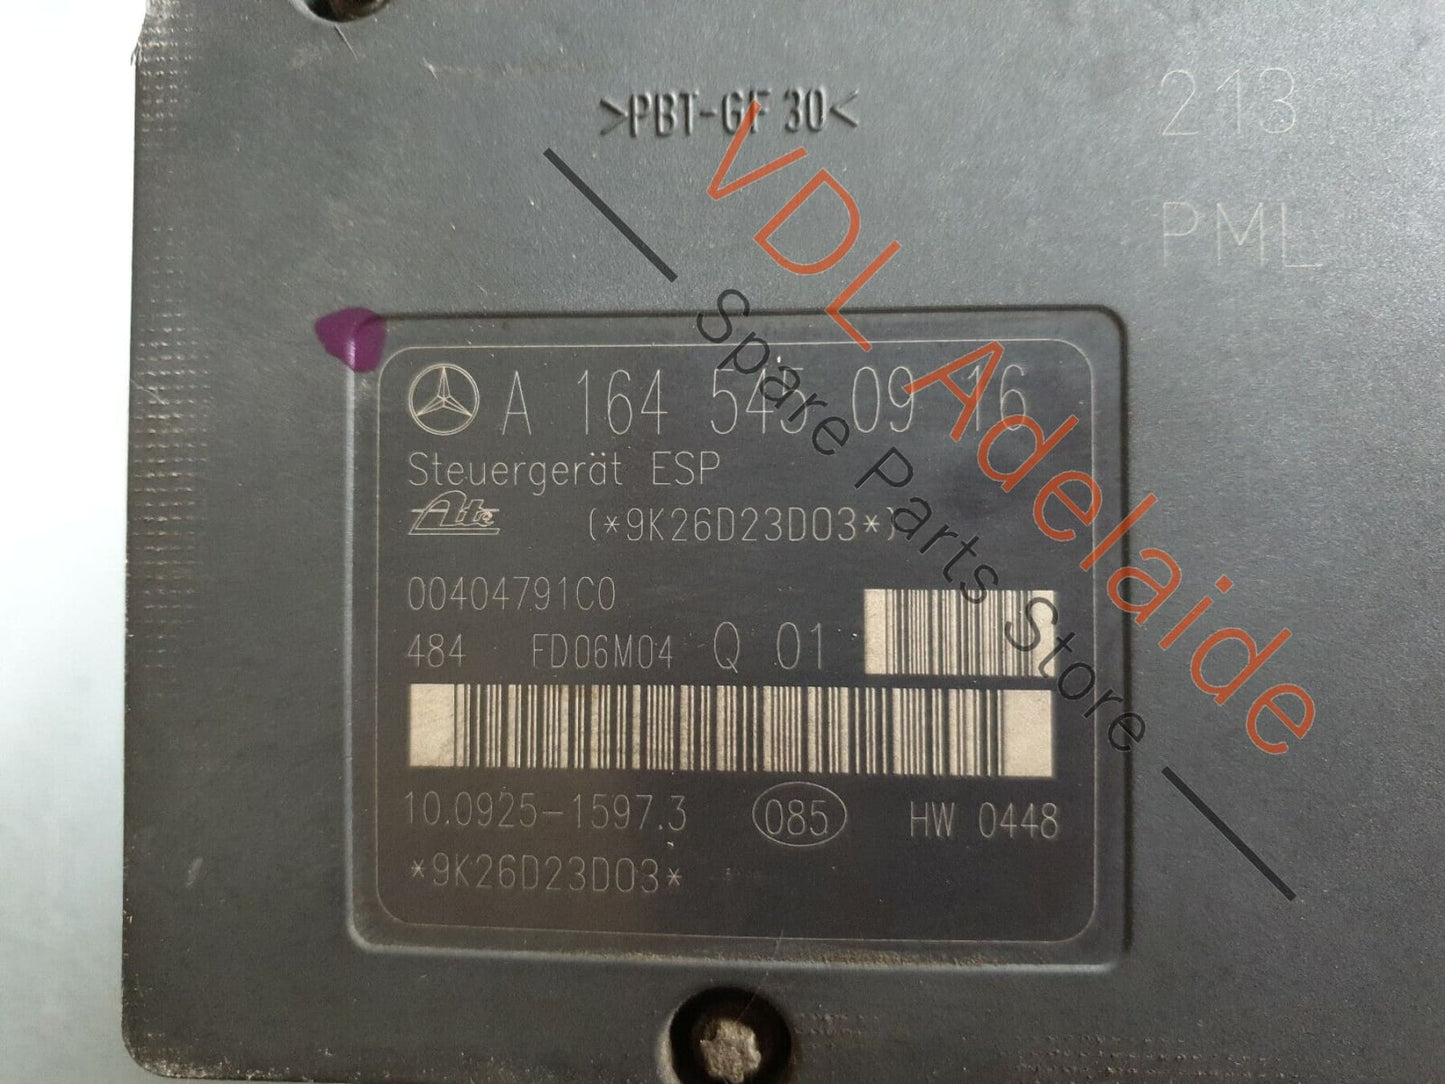 >PBT-GF 30<
213
PML
A 164 545 09 16
Steuergerät ESP
Ate
(*9K26D23D03*)
00404791C0
484 FD06M04 Q 01
10.0925-1597.3 085 HW 0448
*9K26D23D03*
VDL Adelaide
Spare Parts Store